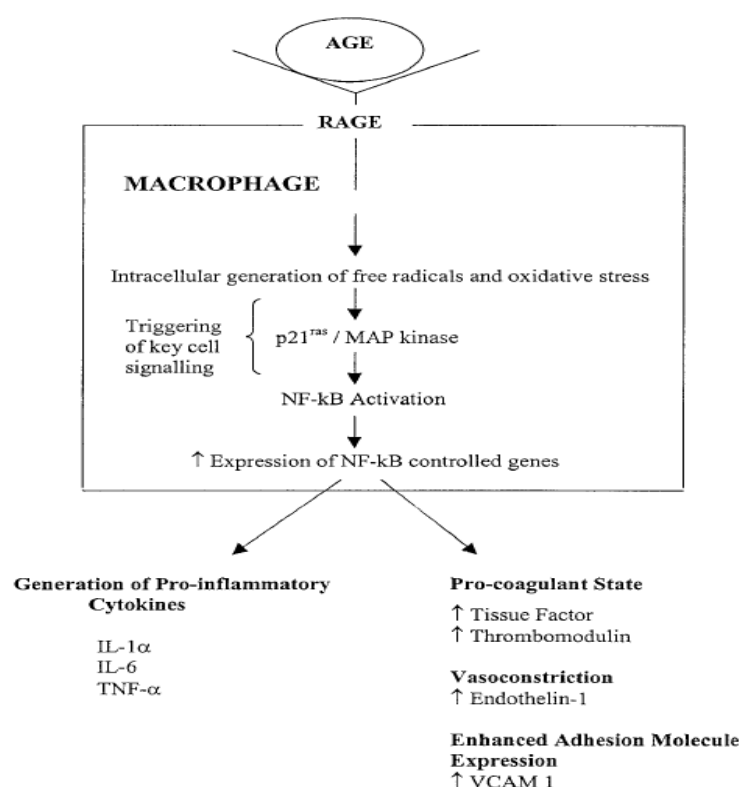 AGE
RAGE
MACROPHAGE
Intracellular generation of free radicals and oxidative stress
Triggering
of key cell
signalling
p21ras / MAP kinase
NF-kB Activation
↑ Expression of NF-kB controlled genes
Generation of Pro-inflammatory
Cytokines
IL-1α
IL-6
TNF-α
Pro-coagulant State
↑ Tissue Factor
↑ Thrombomodulin
Vasoconstriction
↑ Endothelin-1
Enhanced Adhesion Molecule
Expression
↑ VCAM 1